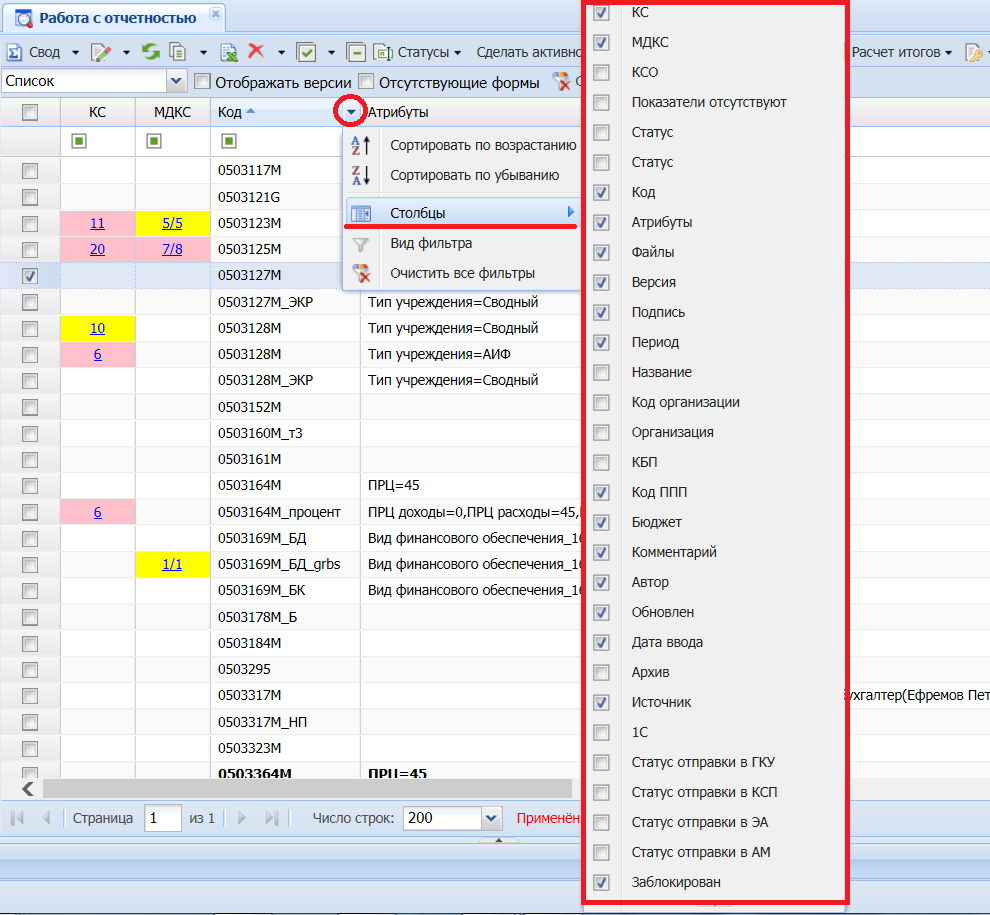 Работа с отчетностью
Свод
Статусы
Сделать активно
Расчет итогов
Список
Отображать версии
Отсутствующие формы
КС
МДКС
Код
Атрибуты
Сортировать по возрастанию
Сортировать по убыванию
Столбцы
Вид фильтра
Очистить все фильтры
0503117М
0503121G
11 5/5 0503123М
20 7/8 0503125М
0503127М
0503127М_ЭКР Тип учреждения=Сводный
10 0503128М Тип учреждения=Сводный
6 0503128М Тип учреждения=АИФ
0503128М_ЭКР Тип учреждения=Сводный
0503152М
0503160М_т3
0503161М
0503164М ПРЦ=45
6 0503164М_процент ПРЦ доходы=0,ПРЦ расходы=45,
0503169М_БД Вид финансового обеспечения_16
1/1 0503169М_БД_grbs Вид финансового обеспечения_16
0503169М_БК Вид финансового обеспечения_16
0503178М_Б
0503184М
0503295
0503317М
бухгалтер(Ефремов Пет
0503317М_НП
0503323М
0503364М ПРЦ=45
Страница 1 из 1
Число строк: 200
Применён
КС
МДКС
КСО
Показатели отсутствуют
Статус
Статус
Код
Атрибуты
Файлы
Версия
Подпись
Период
Название
Код организации
Организация
КБП
Код ППП
Бюджет
Комментарий
Автор
Обновлен
Дата ввода
Архив
Источник
1С
Статус отправки в ГКУ
Статус отправки в КСП
Статус отправки в ЭА
Статус отправки в АМ
Заблокирован